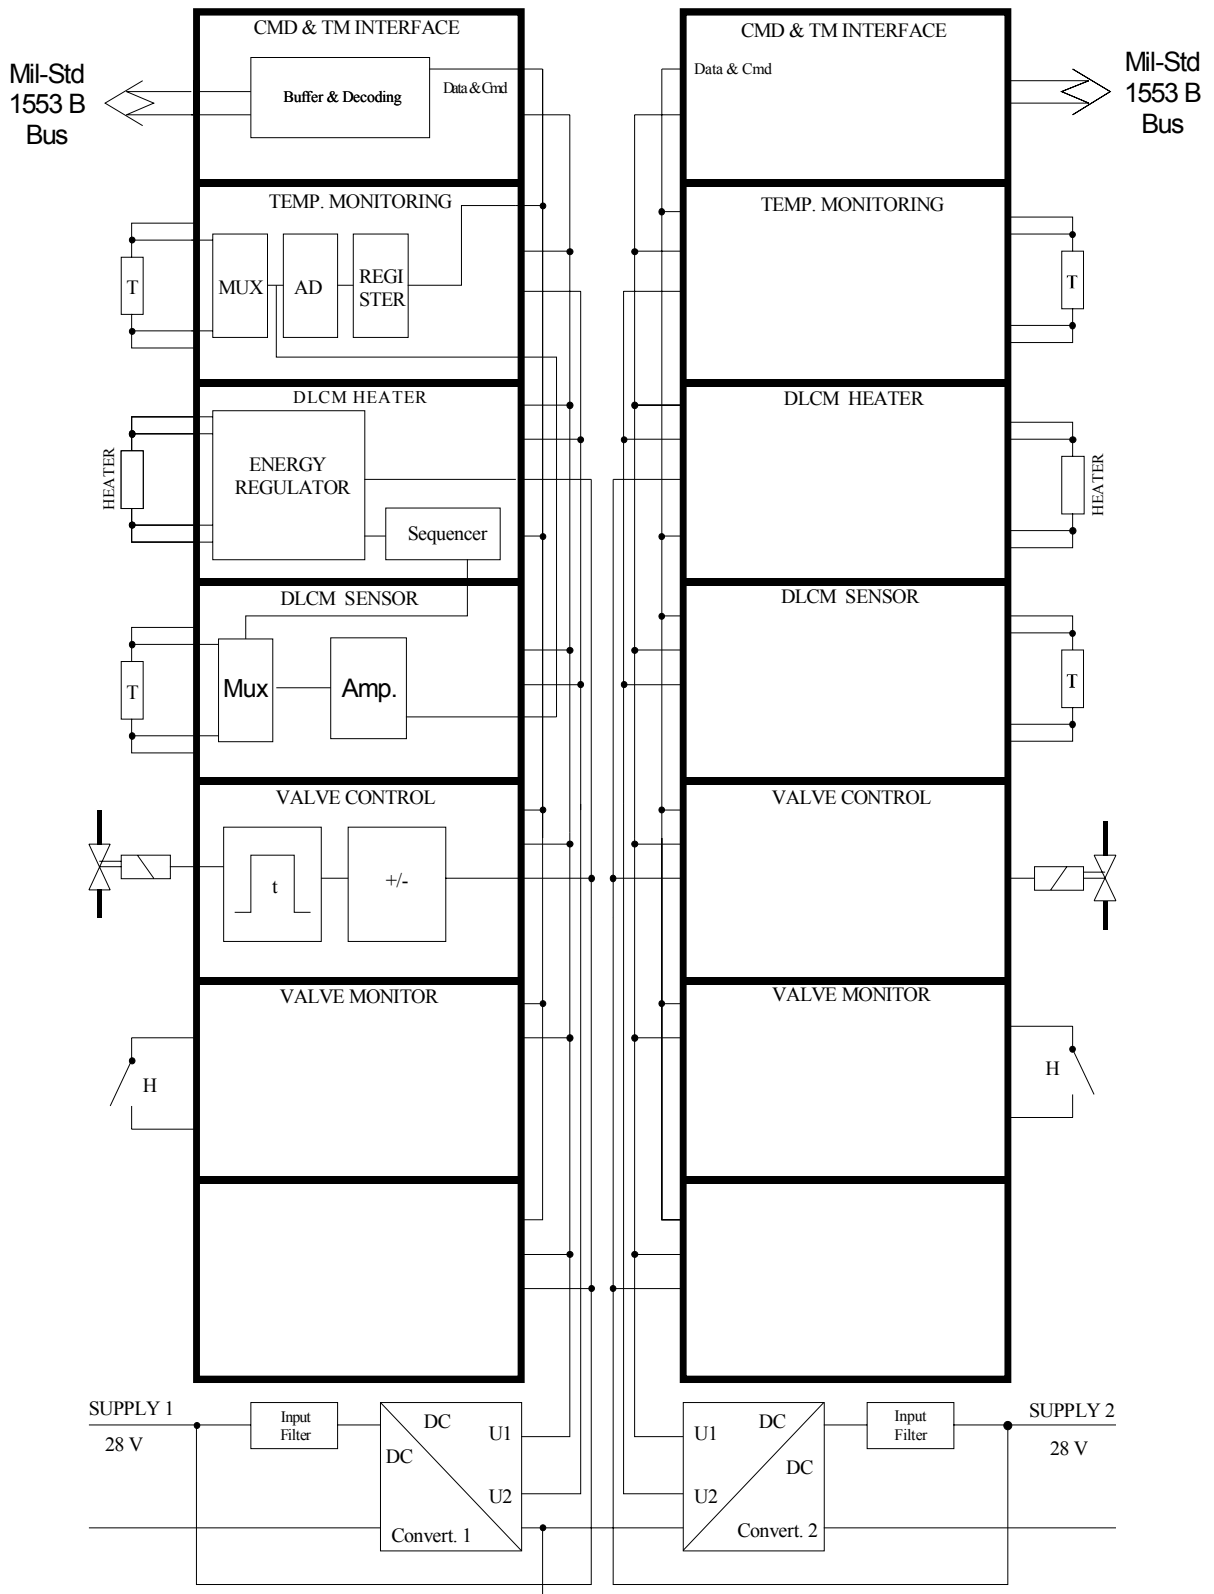 CMD & TM INTERFACE
CMD & TM INTERFACE
Mil-Std
1553 B
Bus
Buffer & Decoding
Data & Cmd
Data & Cmd
Mil-Std
1553 B
Bus
TEMP. MONITORING
TEMP. MONITORING
T
MUX
AD
REGI
STER
T
DLCM HEATER
DLCM HEATER
HEATER
ENERGY
REGULATOR
Sequencer
HEATER
DLCM SENSOR
DLCM SENSOR
T
Mux
Amp.
T
VALVE CONTROL
VALVE CONTROL
t
+/-
VALVE MONITOR
VALVE MONITOR
H
H
SUPPLY 1
28 V
Input
Filter
DC
DC
U1
U2
Convert. 1
U1
U2
DC
DC
Convert. 2
Input
Filter
SUPPLY 2
28 V